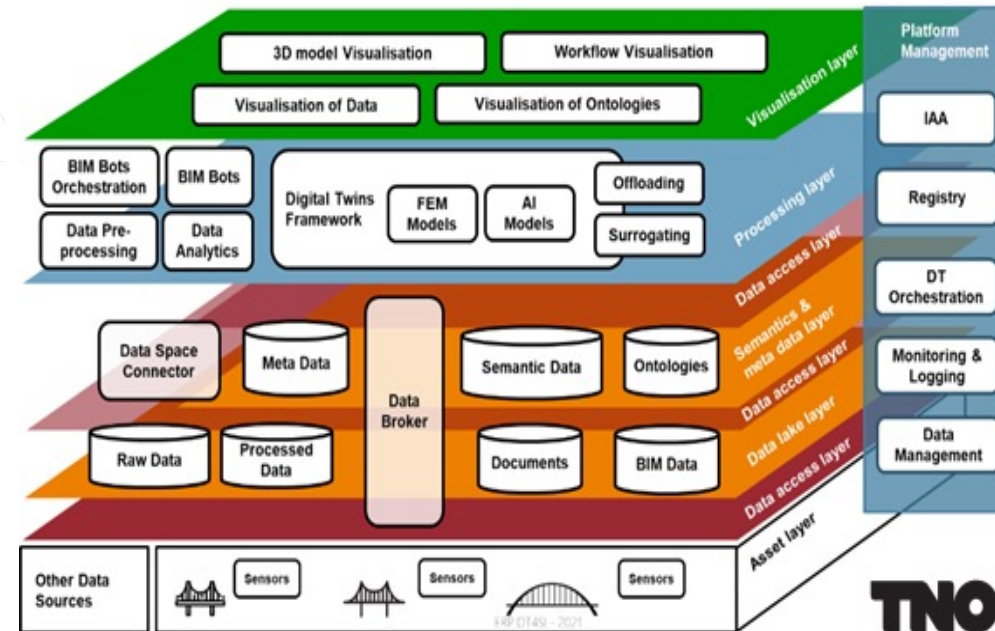 3D model Visualisation
Workflow Visualisation
Visualisation of Data
Visualisation of Ontologies
Visualisation layer
BIM Bots
Orchestration
BIM Bots
Data Pre-
processing
Data
Analytics
Digital Twins
Framework
FEM
Models
AI
Models
Offloading
Surrogating
Processing layer
Data access layer
Data Space
Connector
Meta Data
Data
Broker
Semantic Data
Ontologies
Semantics &
meta data layer
Data access layer
Raw Data
Processed
Data
Documents
BIM Data
Data lake layer
Data access layer
Other Data
Sources
Sensors
Sensors
Sensors
Asset layer
ERP DT4SI - 2021
Platform
Management
IAA
Registry
DT
Orchestration
Monitoring &
Logging
Data
Management
TNO